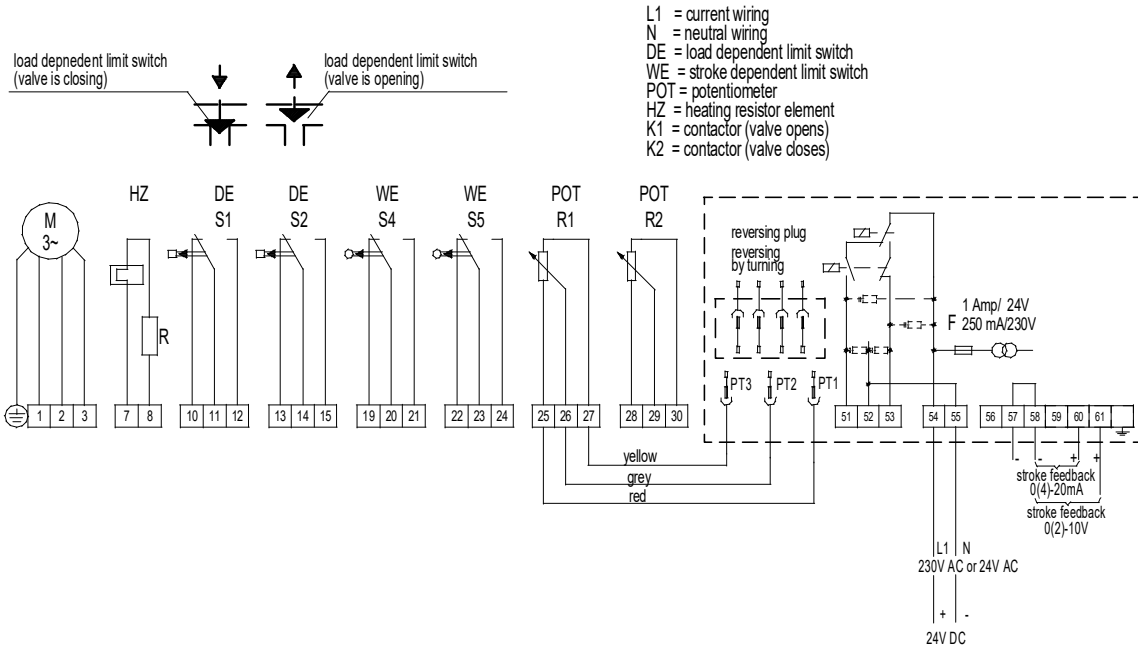 L1 = current wiring
N = neutral wiring
DE = load dependent limit switch
WE = stroke dependent limit switch
POT = potentiometer
HZ = heating resistor element
K1 = contactor (valve opens)
K2 = contactor (valve closes)
load depnedent limit switch
(valve is closing)
load dependent limit switch
(valve is opening)
M
3~
HZ
R
DE
S1
DE
S2
WE
S4
WE
S5
POT
R1
POT
R2
reversing plug
reversing
by turning
1 Amp/ 24V
F 250 mA/230V
PT3 PT2 PT1
1 2 3 7 8 10 11 12 13 14 15 19 20 21 22 23 24 25 26 27 28 29 30 51 52 53 54 55 56 57 58 59 60 61
yellow
grey
red
- - + +
stroke feedback
0(4)-20mA
stroke feedback
0(2)-10V
L1 N
230V AC or 24V AC
+ -
24V DC